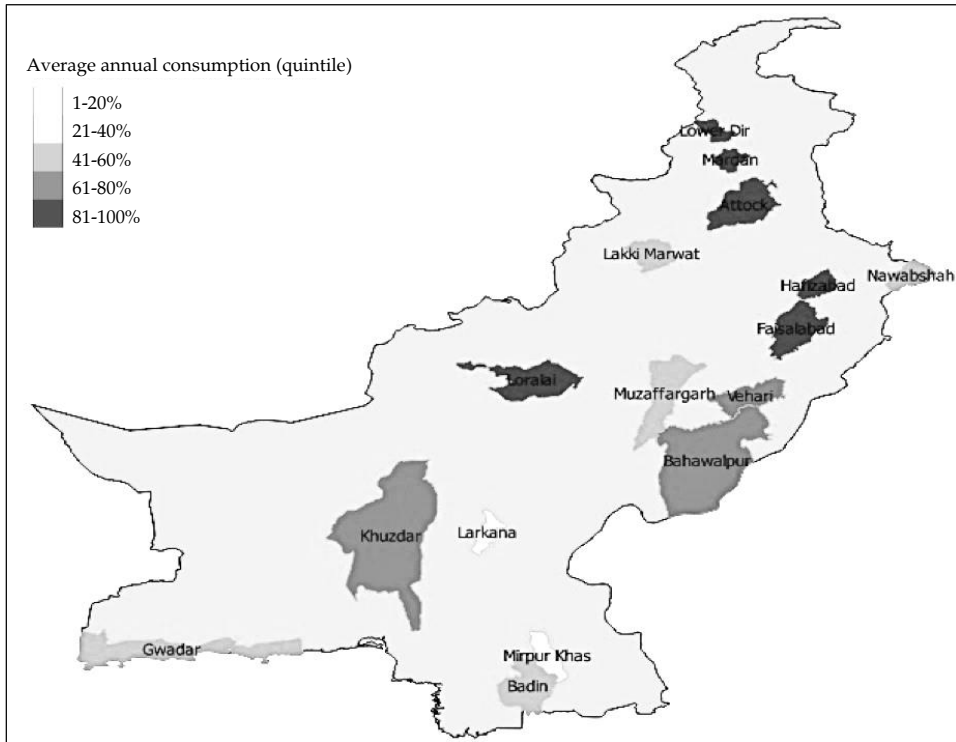 Average annual consumption (quintile)
1-20%
21-40%
41-60%
61-80%
81-100%
Lower Dir
Mardan
Attock
Lakki Marwat
Nawabshah
Hafizabad
Faisalabad
Loralai
Muzaffargarh
Vehari
Bahawalpur
Khuzdar
Larkana
Gwadar
Mirpur Khas
Badin